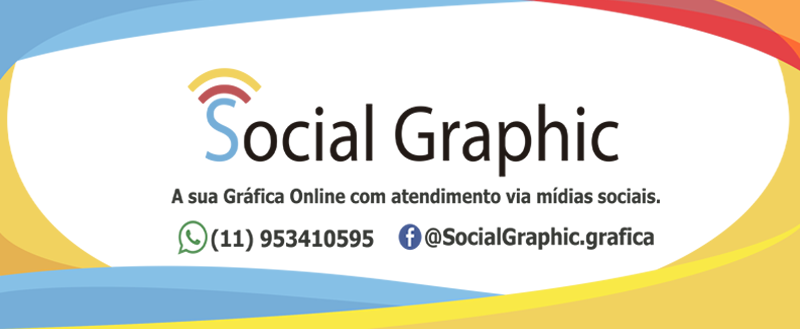 Social Graphic
A sua Gráfica Online com atendimento via mídias sociais.
(11) 953410595 @SocialGraphic.grafica